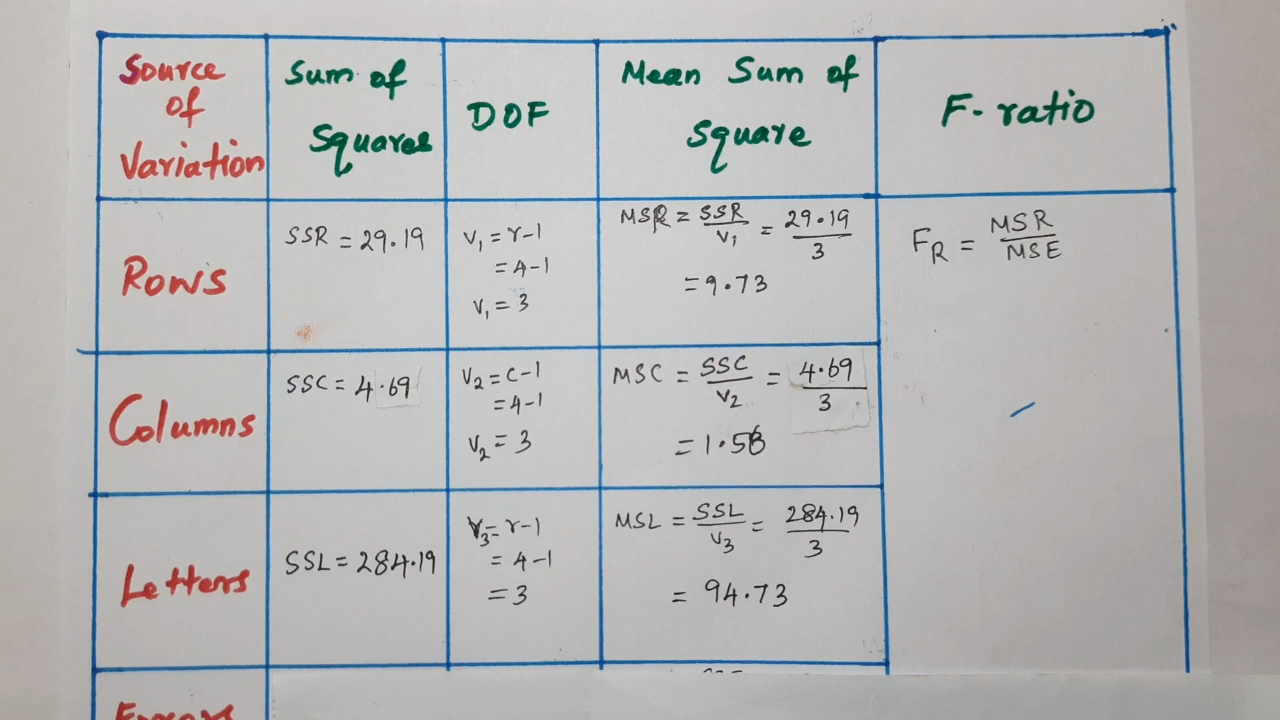 Source of Variation
Sum of Squares
DOF
Mean Sum of Square
F-ratio
Rows
SSR = 29.19
V₁ = r-1
= 4-1
V₁ = 3
MSR = SSR/V₁ = 29.19/3
= 9.73
F_R = MSR/MSE
Columns
SSC = 4.69
V₂ = C-1
= 4-1
V₂ = 3
MSC = SSC/V₂ = 4.69/3
= 1.56
Letters
SSL = 284.19
V₃ = r-1
= 4-1
= 3
MSL = SSL/V₃ = 284.19/3
= 94.73
Errors